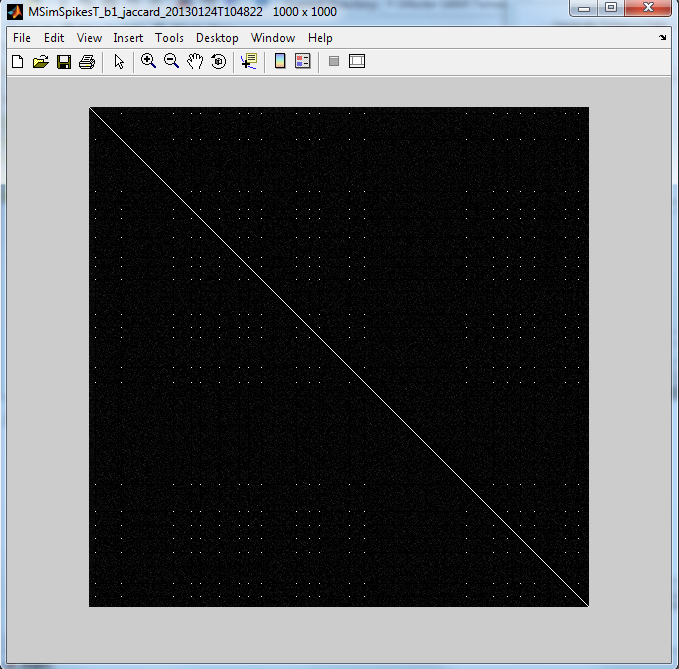 MSimSpikesT_b1_jaccard_20130124T104822 1000 x 1000
File Edit View Insert Tools Desktop Window Help